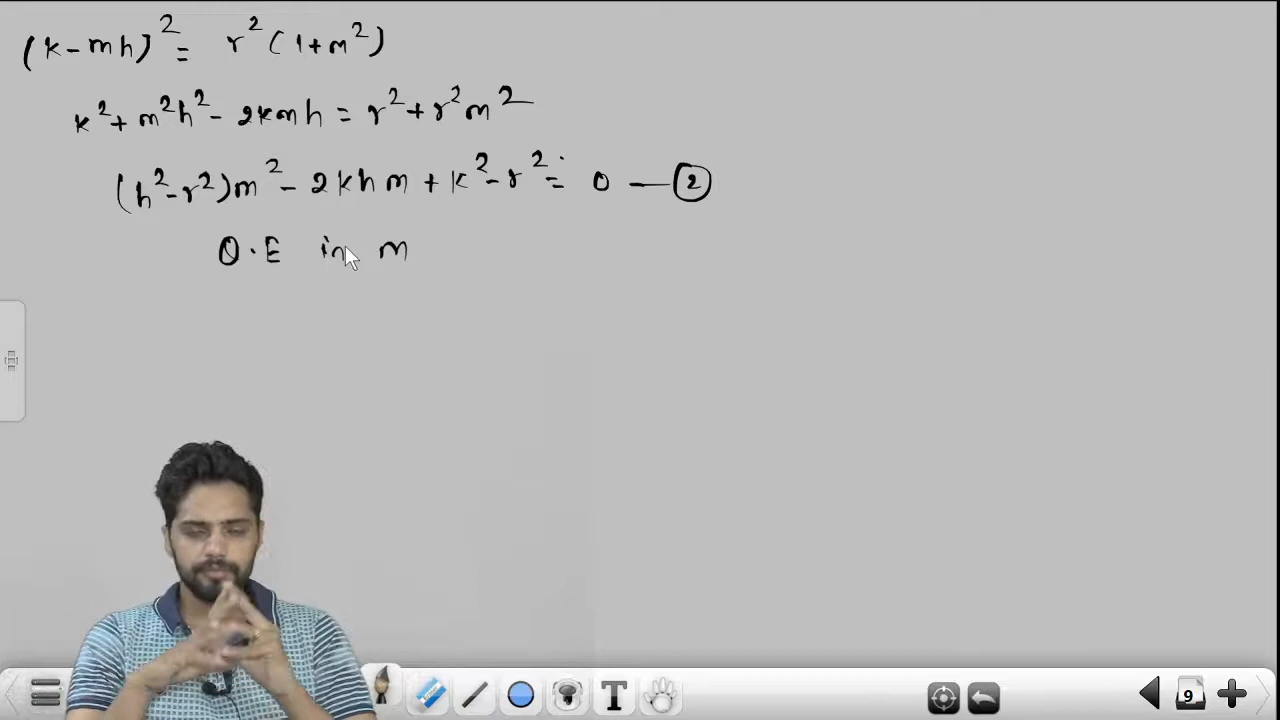 (k-mh)² = r²(1+m²)
k² + m²h² - 2kmh = r² + r²m²
(h²-r²)m² - 2khm + k²-r² = 0 — ②
Q.E in m
T
9